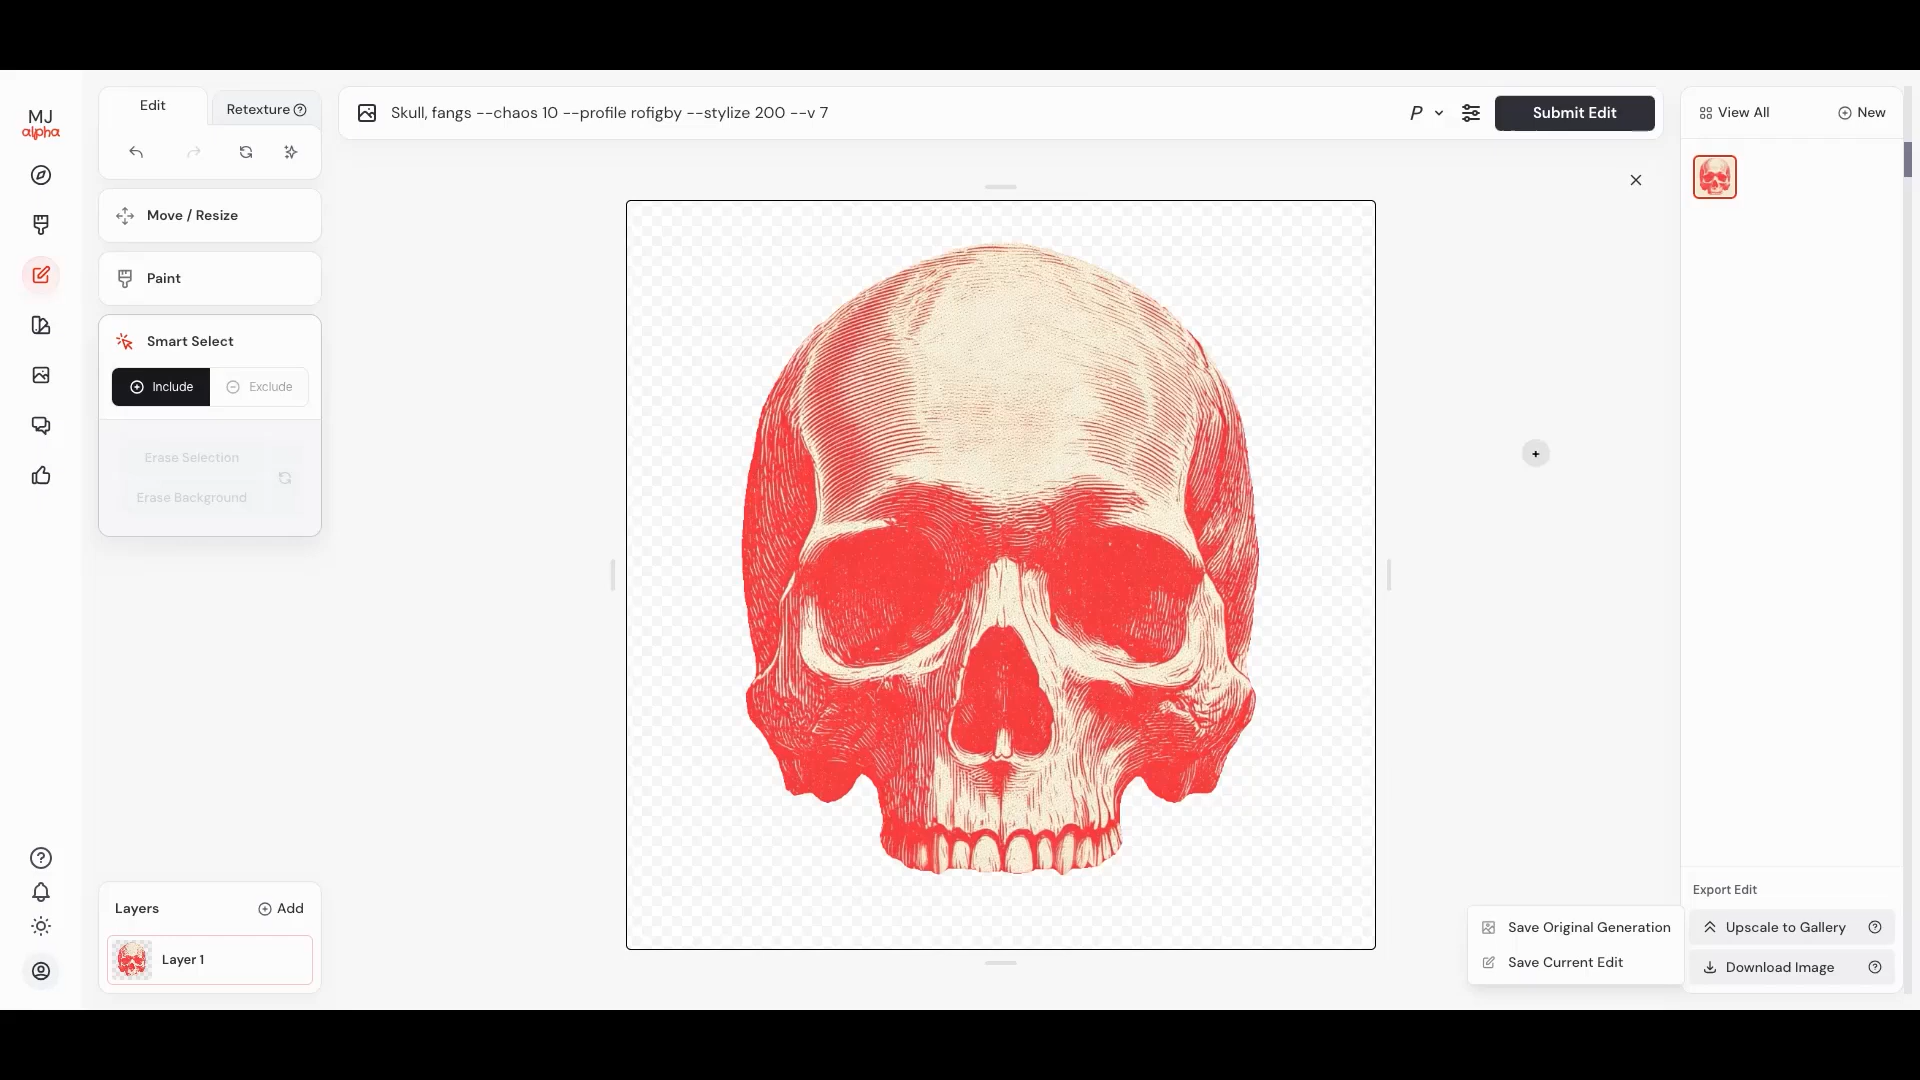 MJ
alpha
Edit
Retexture
Move / Resize
Paint
Smart Select
Include
Exclude
Erase Selection
Erase Background
Layers
Add
Layer 1
Skull, fangs --chaos 10 --profile rofigby --stylize 200 --v 7
P
Submit Edit
View All
New
Export Edit
Save Original Generation
Save Current Edit
Upscale to Gallery
Download Image